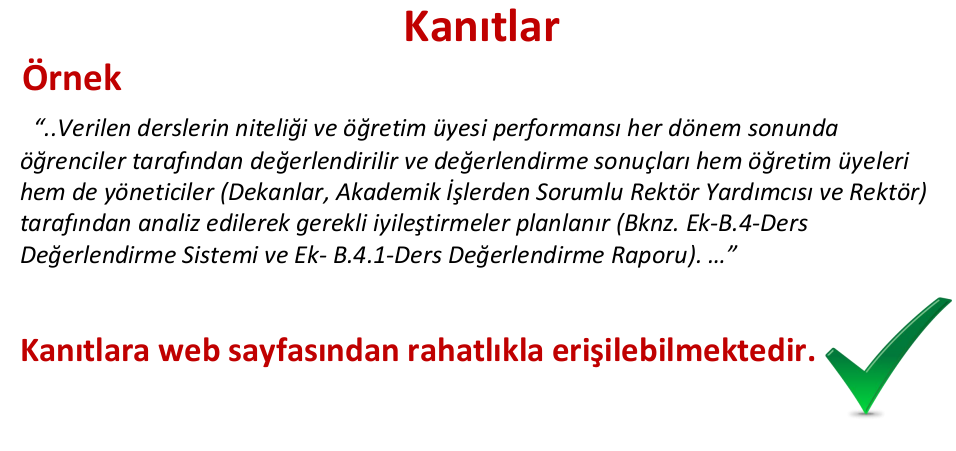 Kanıtlar
Örnek
“..Verilen derslerin niteliği ve öğretim üyesi performansı her dönem sonunda
öğrenciler tarafından değerlendirilir ve değerlendirme sonuçları hem öğretim üyeleri
hem de yöneticiler (Dekanlar, Akademik İşlerden Sorumlu Rektör Yardımcısı ve Rektör)
tarafından analiz edilerek gerekli iyileştirmeler planlanır (Bknz. Ek-B.4-Ders
Değerlendirme Sistemi ve Ek- B.4.1-Ders Değerlendirme Raporu). …”
Kanıtlara web sayfasından rahatlıkla erişilebilmektedir.